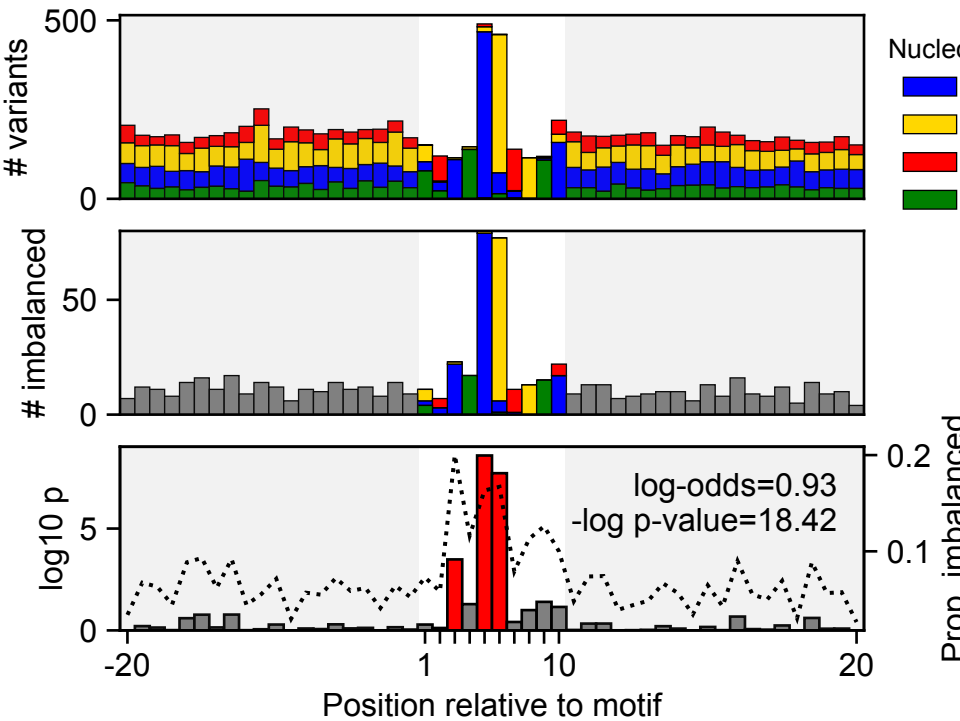 500
# variants
0
Nucleo
50
# imbalanced
0
log-odds=0.93
-log p-value=18.42
5
log10 p
0
0.2
0.1
Prop. imbalanced
-20
1
10
20
Position relative to motif